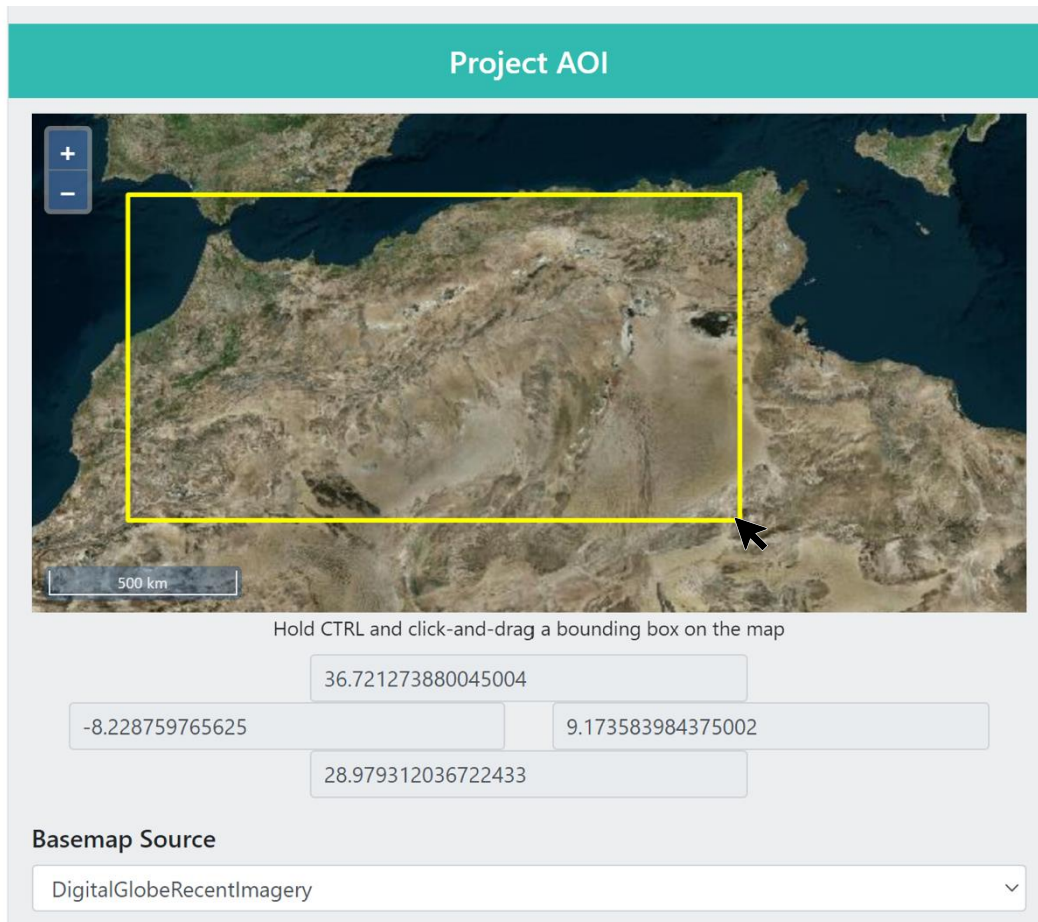 Project AOI
+
−
500 km
Hold CTRL and click-and-drag a bounding box on the map
36.721273880045004
-8.228759765625
9.173583984375002
28.979312036722433
Basemap Source
DigitalGlobeRecentImagery